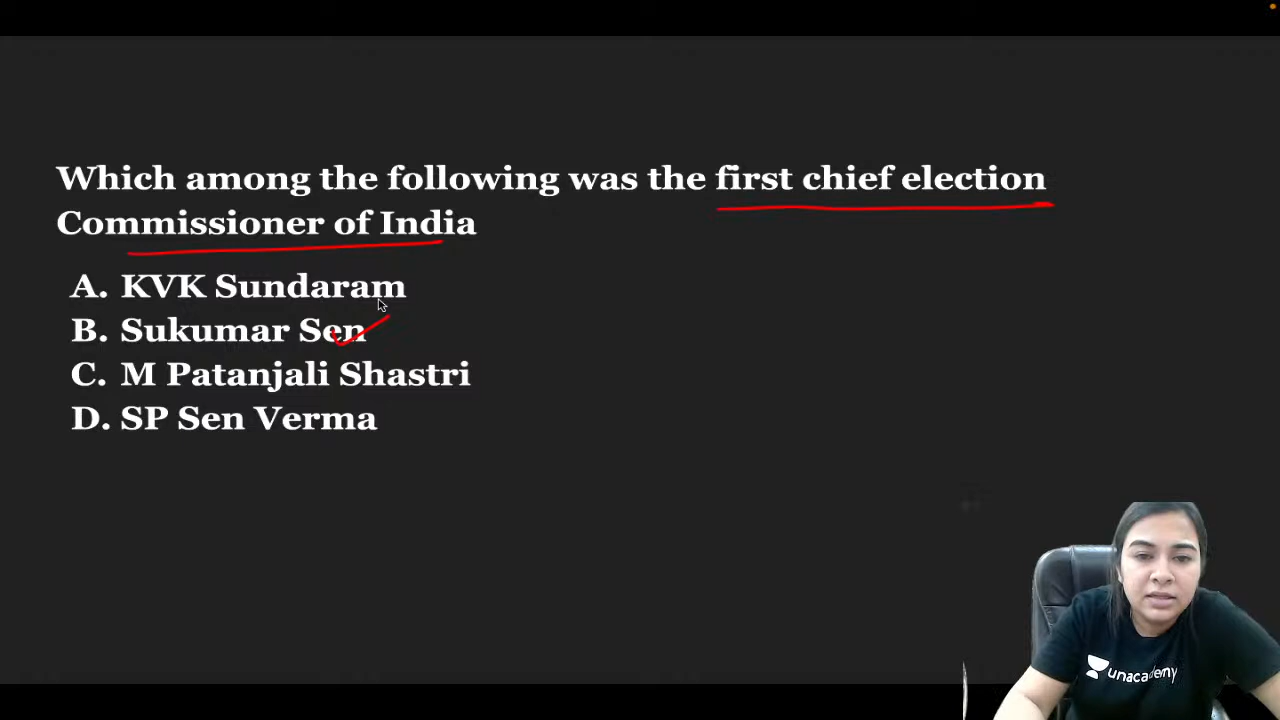 Which among the following was the first chief election
Commissioner of India
A. KVK Sundaram
B. Sukumar Sen
C. M Patanjali Shastri
D. SP Sen Verma
unacademy